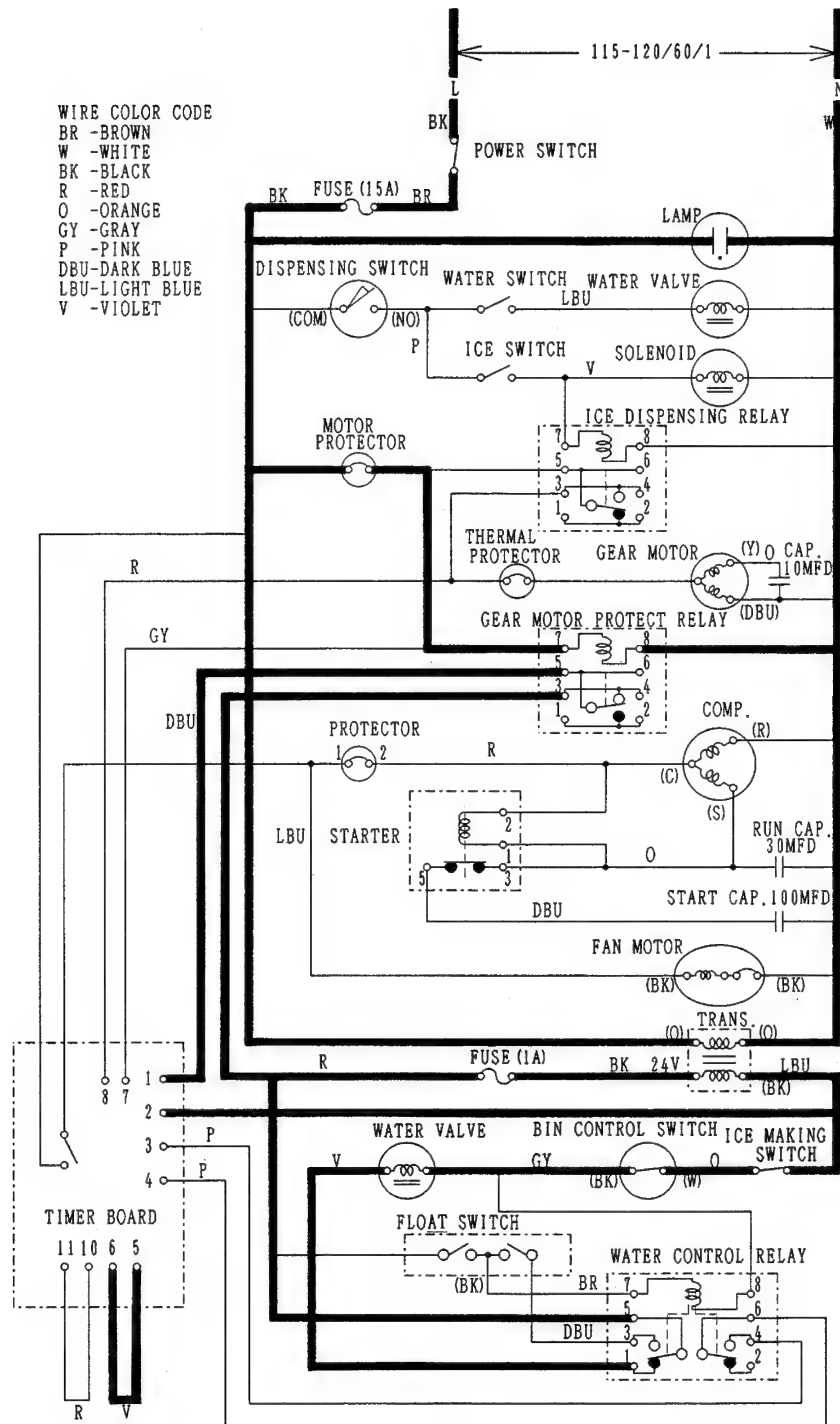 115-120/60/1
L
N
WIRE COLOR CODE
BR -BROWN
W -WHITE
BK -BLACK
R -RED
O -ORANGE
GY -GRAY
P -PINK
DBU-DARK BLUE
LBU-LIGHT BLUE
V -VIOLET
BK
W
POWER SWITCH
BK
FUSE (15A)
BR
LAMP
DISPENSING SWITCH
WATER SWITCH
WATER VALVE
LBU
(COM)
(NO)
P
ICE SWITCH
SOLENOID
V
ICE DISPENSING RELAY
7
8
5
6
3
4
1
2
MOTOR
PROTECTOR
THERMAL
PROTECTOR
GEAR MOTOR
(Y)
O
CAP.
10MFD
(DBU)
R
GY
GEAR MOTOR PROTECT RELAY
7
8
5
6
3
4
1
2
DBU
PROTECTOR
1
2
R
COMP.
(R)
(C)
(S)
LBU
STARTER
2
1
5
3
O
RUN CAP.
30MFD
DBU
START CAP.100MFD
FAN MOTOR
(BK)
(BK)
TRANS.
(O)
(O)
R
FUSE (1A)
BK
24V
LBU
(BK)
8
7
1
2
3
P
4
P
TIMER BOARD
11
10
6
5
R
V
WATER VALVE
BIN CONTROL SWITCH
ICE MAKING
SWITCH
V
GY
(BK)
(W)
O
FLOAT SWITCH
(BK)
WATER CONTROL RELAY
BR
DBU
7
8
5
6
3
4
1
2